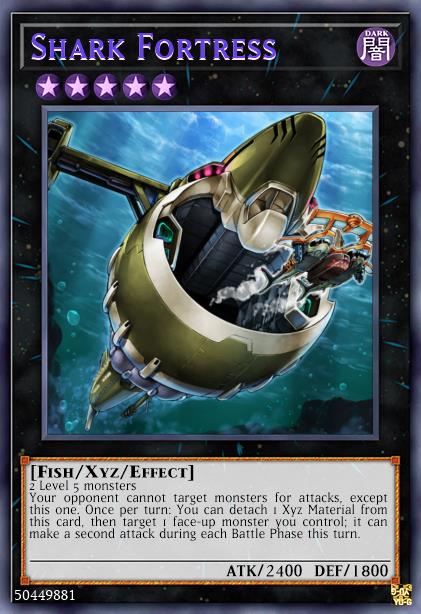 Shark Fortress
DARK
闇
[Fish/Xyz/Effect]
2 Level 5 monsters
Your opponent cannot target monsters for attacks, except
this one. Once per turn: You can detach 1 Xyz Material from
this card, then target 1 face-up monster you control; it can
make a second attack during each Battle Phase this turn.
ATK/2400 DEF/1800
50449881